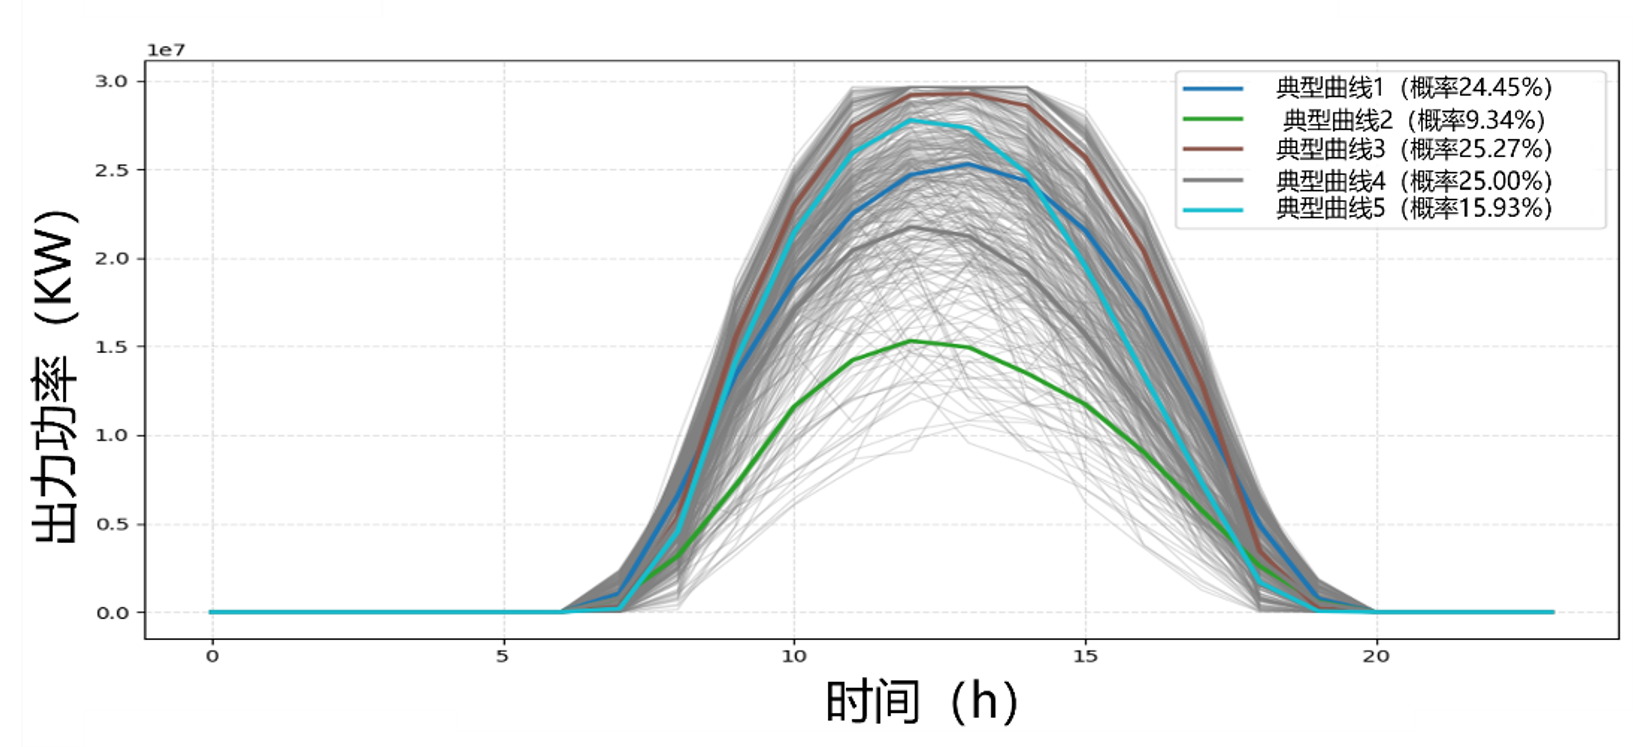 1e7
3.0
2.5
2.0
1.5
1.0
0.5
0.0
0
5
10
15
20
出力功率（KW）
时间（h）
典型曲线1（概率24.45%）
典型曲线2（概率9.34%）
典型曲线3（概率25.27%）
典型曲线4（概率25.00%）
典型曲线5（概率15.93%）